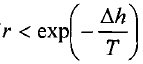 r < exp(−Δh/T)